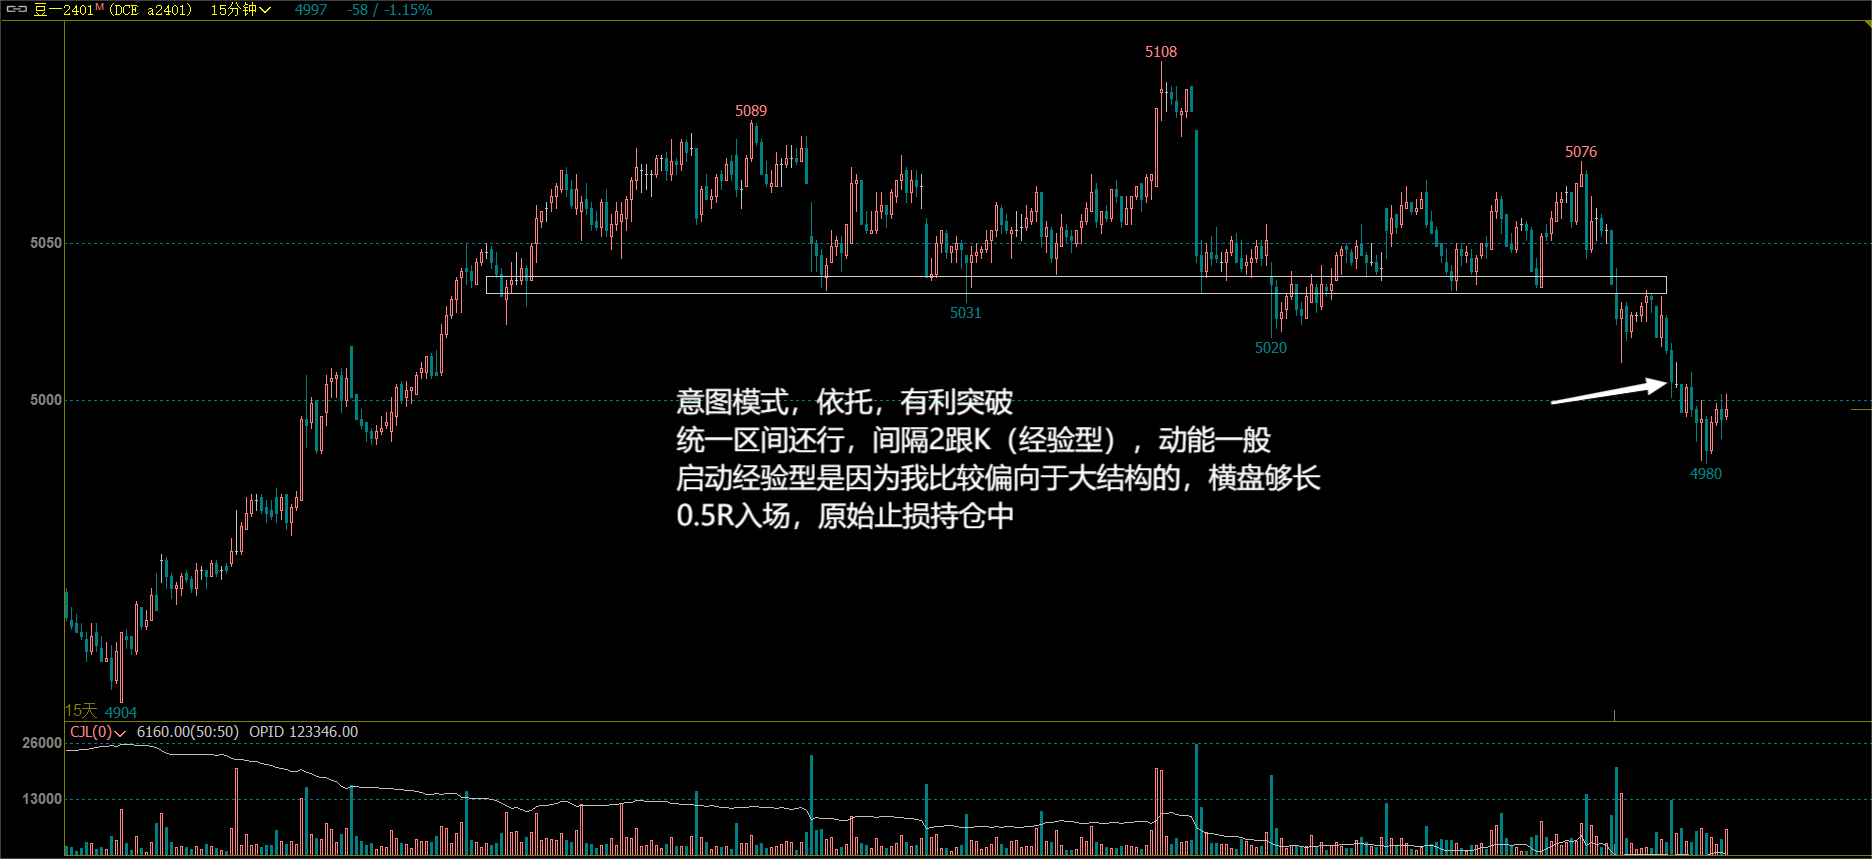 豆一2401M (DCE a2401) 15分钟 4997 -58 / -1.15%
5108
5089
5076
5050
5031
5020
5000
意图模式，依托，有利突破
统一区间还行，间隔2跟K（经验型），动能一般
启动经验型是因为我比较偏向于大结构的，横盘够长
0.5R入场，原始止损持仓中
4980
15天 4904
CJL(0) 6160.00(50:50) OPID 123346.00
26000
13000